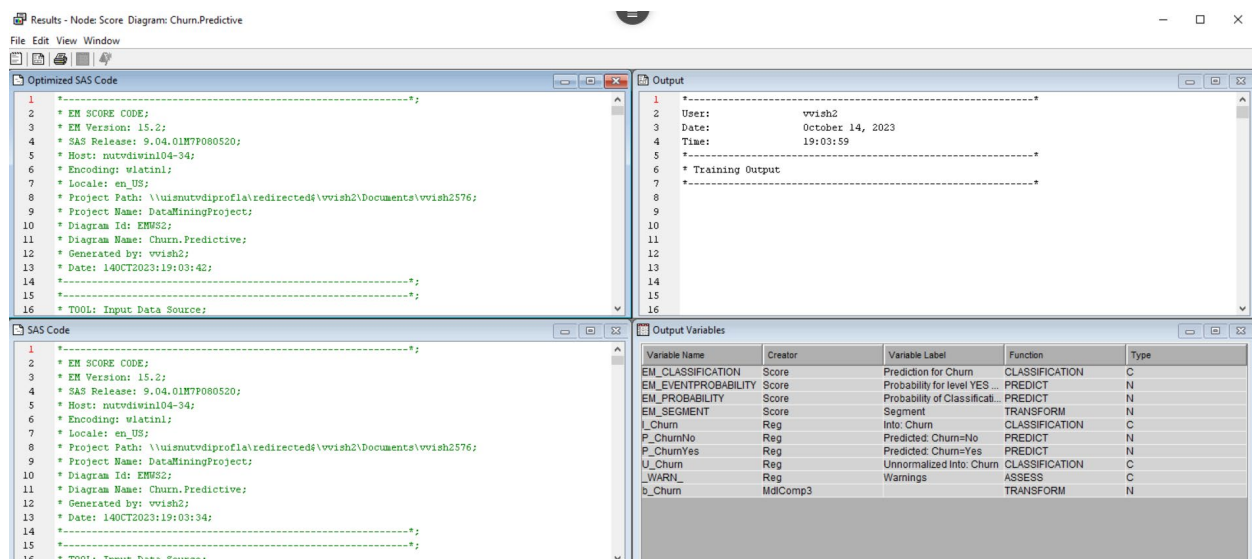 Results - Node: Score Diagram: Churn.Predictive
File Edit View Window
Optimized SAS Code
1 *------------------------------------------------------------*;
2 * EM SCORE CODE;
3 * EM Version: 15.2;
4 * SAS Release: 9.04.01M7P080520;
5 * Host: nutvdiwin104-34;
6 * Encoding: wlatin1;
7 * Locale: en_US;
8 * Project Path: \\uisnutvdiprofla\redirected$\vvish2\Documents\vvish2576;
9 * Project Name: DataMiningProject;
10 * Diagram Id: EMWS2;
11 * Diagram Name: Churn.Predictive;
12 * Generated by: vvish2;
13 * Date: 14OCT2023:19:03:42;
14 *------------------------------------------------------------*;
15 *------------------------------------------------------------*;
16 * TOOL: Input Data Source;
Output
1 *------------------------------------------------------------*
2 User: vvish2
3 Date: October 14, 2023
4 Time: 19:03:59
5 *------------------------------------------------------------*
6 * Training Output
7 *------------------------------------------------------------*
8
9
10
11
12
13
14
15
16
SAS Code
1 *------------------------------------------------------------*;
2 * EM SCORE CODE;
3 * EM Version: 15.2;
4 * SAS Release: 9.04.01M7P080520;
5 * Host: nutvdiwin104-34;
6 * Encoding: wlatin1;
7 * Locale: en_US;
8 * Project Path: \\uisnutvdiprofla\redirected$\vvish2\Documents\vvish2576;
9 * Project Name: DataMiningProject;
10 * Diagram Id: EMWS2;
11 * Diagram Name: Churn.Predictive;
12 * Generated by: vvish2;
13 * Date: 14OCT2023:19:03:34;
14 *------------------------------------------------------------*;
15 *------------------------------------------------------------*;
16 * TOOL: Input Data Source;
Output Variables
Variable Name Creator Variable Label Function Type
EM_CLASSIFICATION Score Prediction for Churn CLASSIFICATION C
EM_EVENTPROBABILITY Score Probability for level YES ... PREDICT N
EM_PROBABILITY Score Probability of Classificati... PREDICT N
EM_SEGMENT Score Segment TRANSFORM N
I_Churn Reg Into: Churn CLASSIFICATION C
P_ChurnNo Reg Predicted: Churn=No PREDICT N
P_ChurnYes Reg Predicted: Churn=Yes PREDICT N
U_Churn Reg Unnormalized Into: Churn CLASSIFICATION C
_WARN_ Reg Warnings ASSESS C
b_Churn MdlComp3 TRANSFORM N